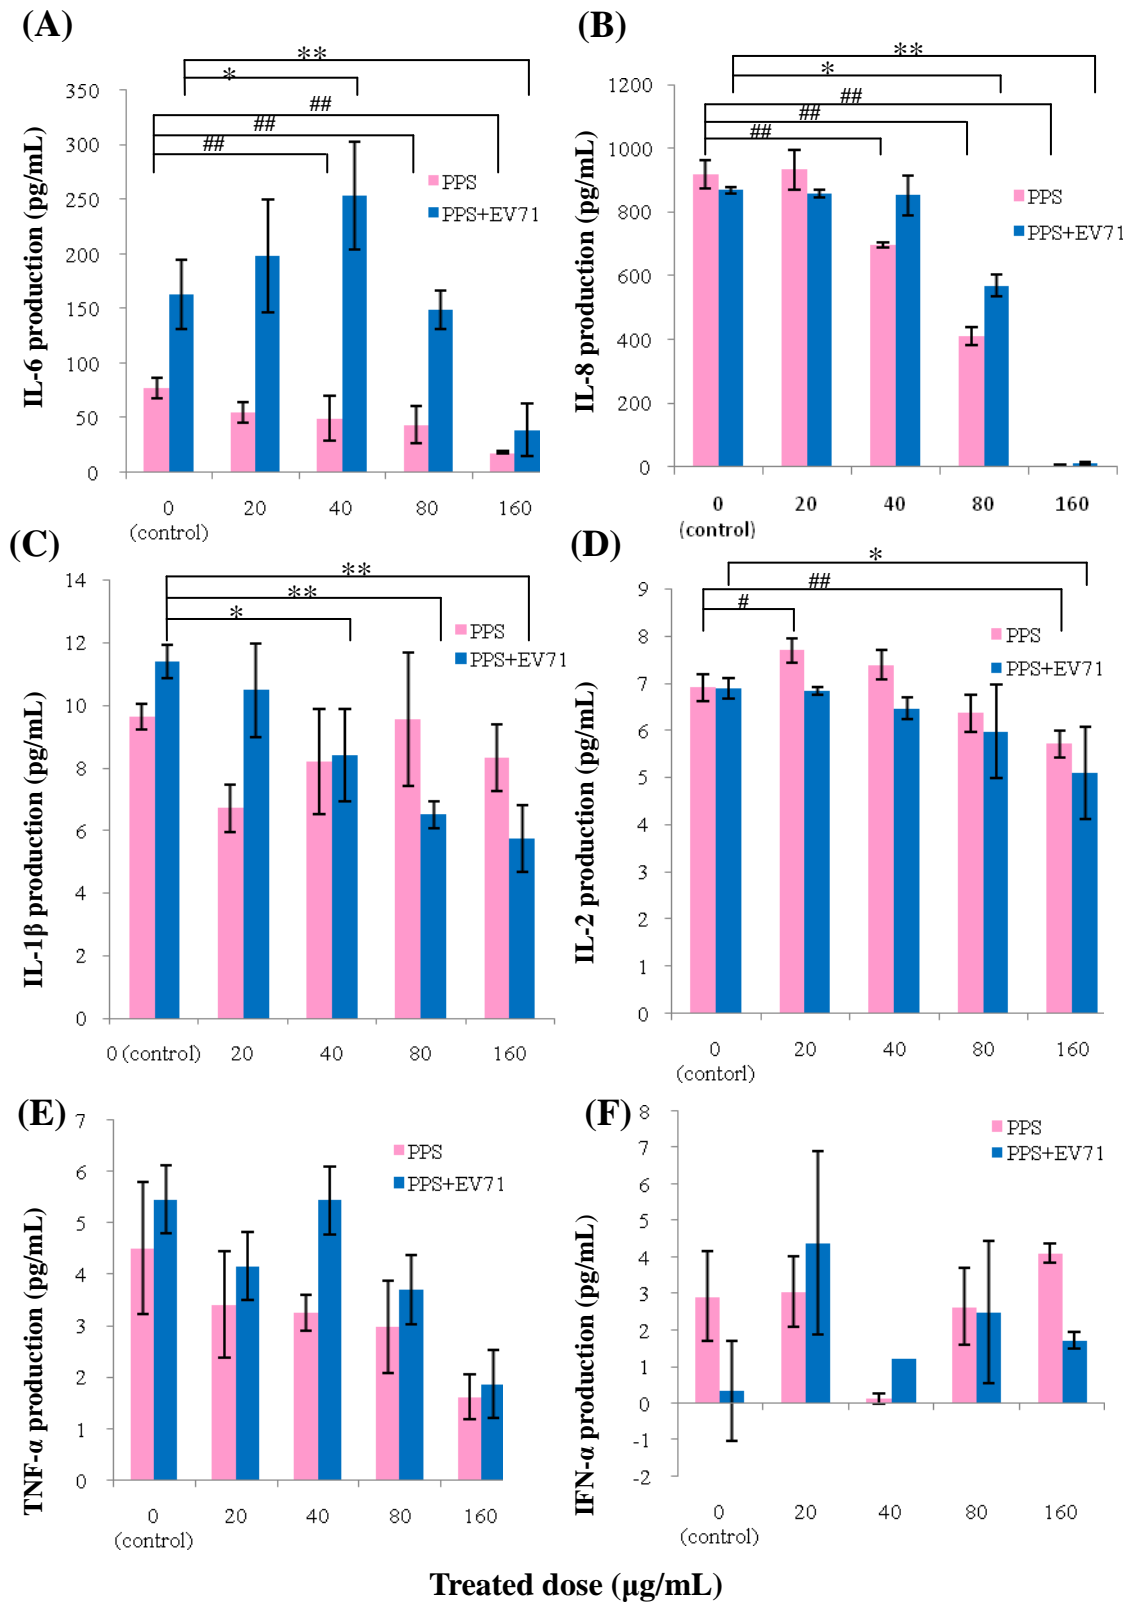 (A)
**
*
##
##
##
350
300
250
200
150
100
50
0
IL-6 production (pg/mL)
PPS
PPS+EV71
0 20 40 80 160
(control)
(B)
**
*
##
##
##
1200
1000
800
600
400
200
0
IL-8 production (pg/mL)
PPS
PPS+EV71
0 20 40 80 160
(control)
(C)
**
**
*
14
12
10
8
6
4
2
0
IL-1β production (pg/mL)
PPS
PPS+EV71
0 (control) 20 40 80 160
(D)
*
##
#
9
8
7
6
5
4
3
2
1
0
IL-2 production (pg/mL)
PPS
PPS+EV71
0 20 40 80 160
(contorl)
(E)
7
6
5
4
3
2
1
0
TNF-α production (pg/mL)
PPS
PPS+EV71
0 20 40 80 160
(control)
(F)
8
7
6
5
4
3
2
1
0
-1
-2
IFN-α production (pg/mL)
PPS
PPS+EV71
0 20 40 80 160
(control)
Treated dose (μg/mL)